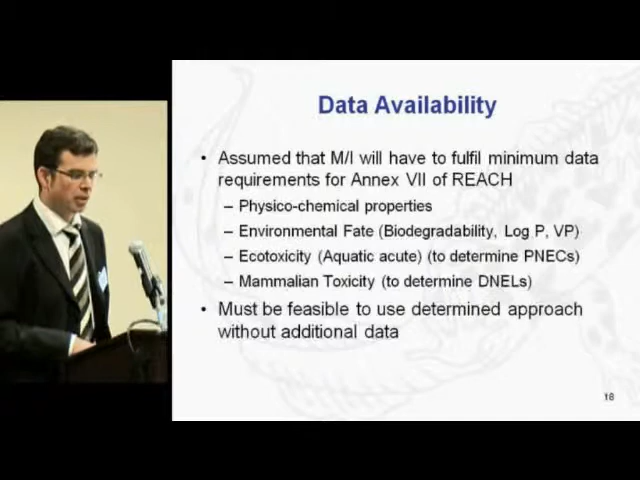 Data Availability
• Assumed that M/I will have to fulfil minimum data
requirements for Annex VII of REACH
– Physico-chemical properties
– Environmental Fate (Biodegradability, Log P, VP)
– Ecotoxicity (Aquatic acute) (to determine PNECs)
– Mammalian Toxicity (to determine DNELs)
• Must be feasible to use determined approach
without additional data
18